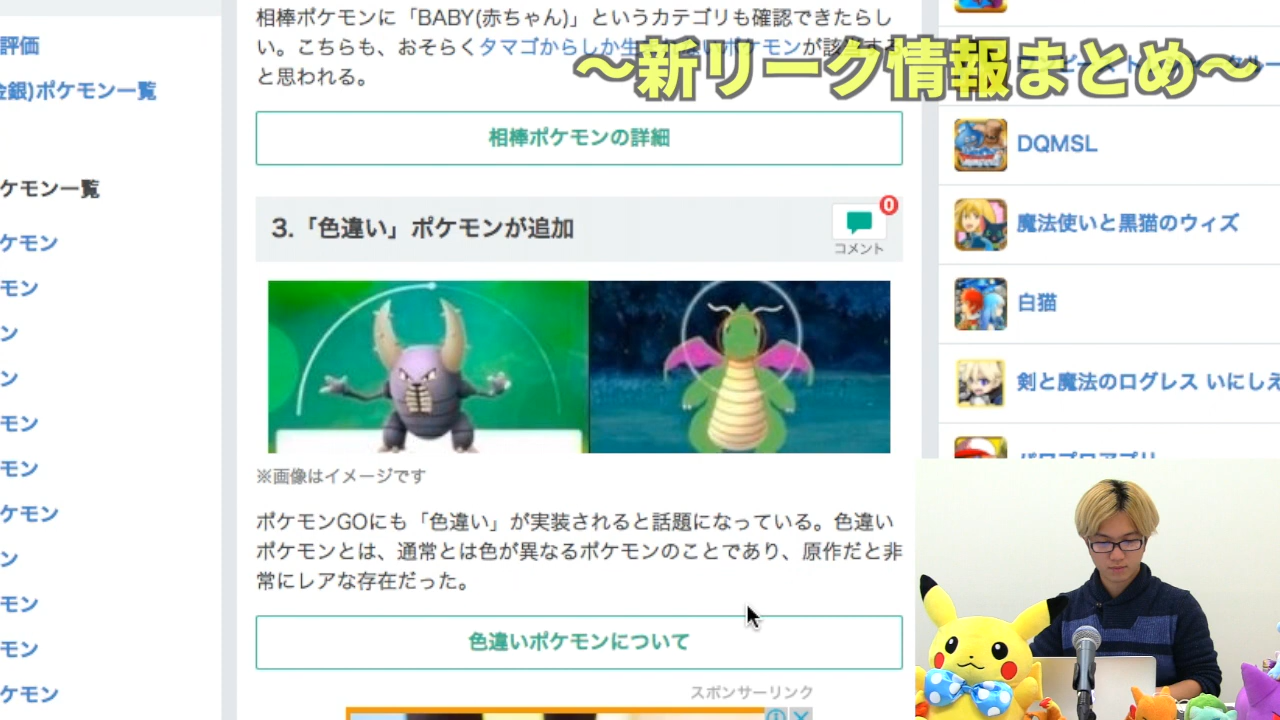 相棒ポケモンに「BABY(赤ちゃん)」というカテゴリも確認できたらし
い。こちらも、おそらくタマゴからしか生
と思われる。
～新リーク情報まとめ～
相棒ポケモンの詳細
3.「色違い」ポケモンが追加
0
コメント
※画像はイメージです
ポケモンGOにも「色違い」が実装されると話題になっている。色違い
ポケモンとは、通常とは色が異なるポケモンのことであり、原作だと非
常にレアな存在だった。
色違いポケモンについて
スポンサーリンク
評価
金銀)ポケモン一覧
ケモン一覧
ケモン
モン
ン
ン
モン
モン
ケモン
ン
モン
モン
ケモン
DQMSL
魔法使いと黒猫のウィズ
白猫
剣と魔法のログレス いにしえ